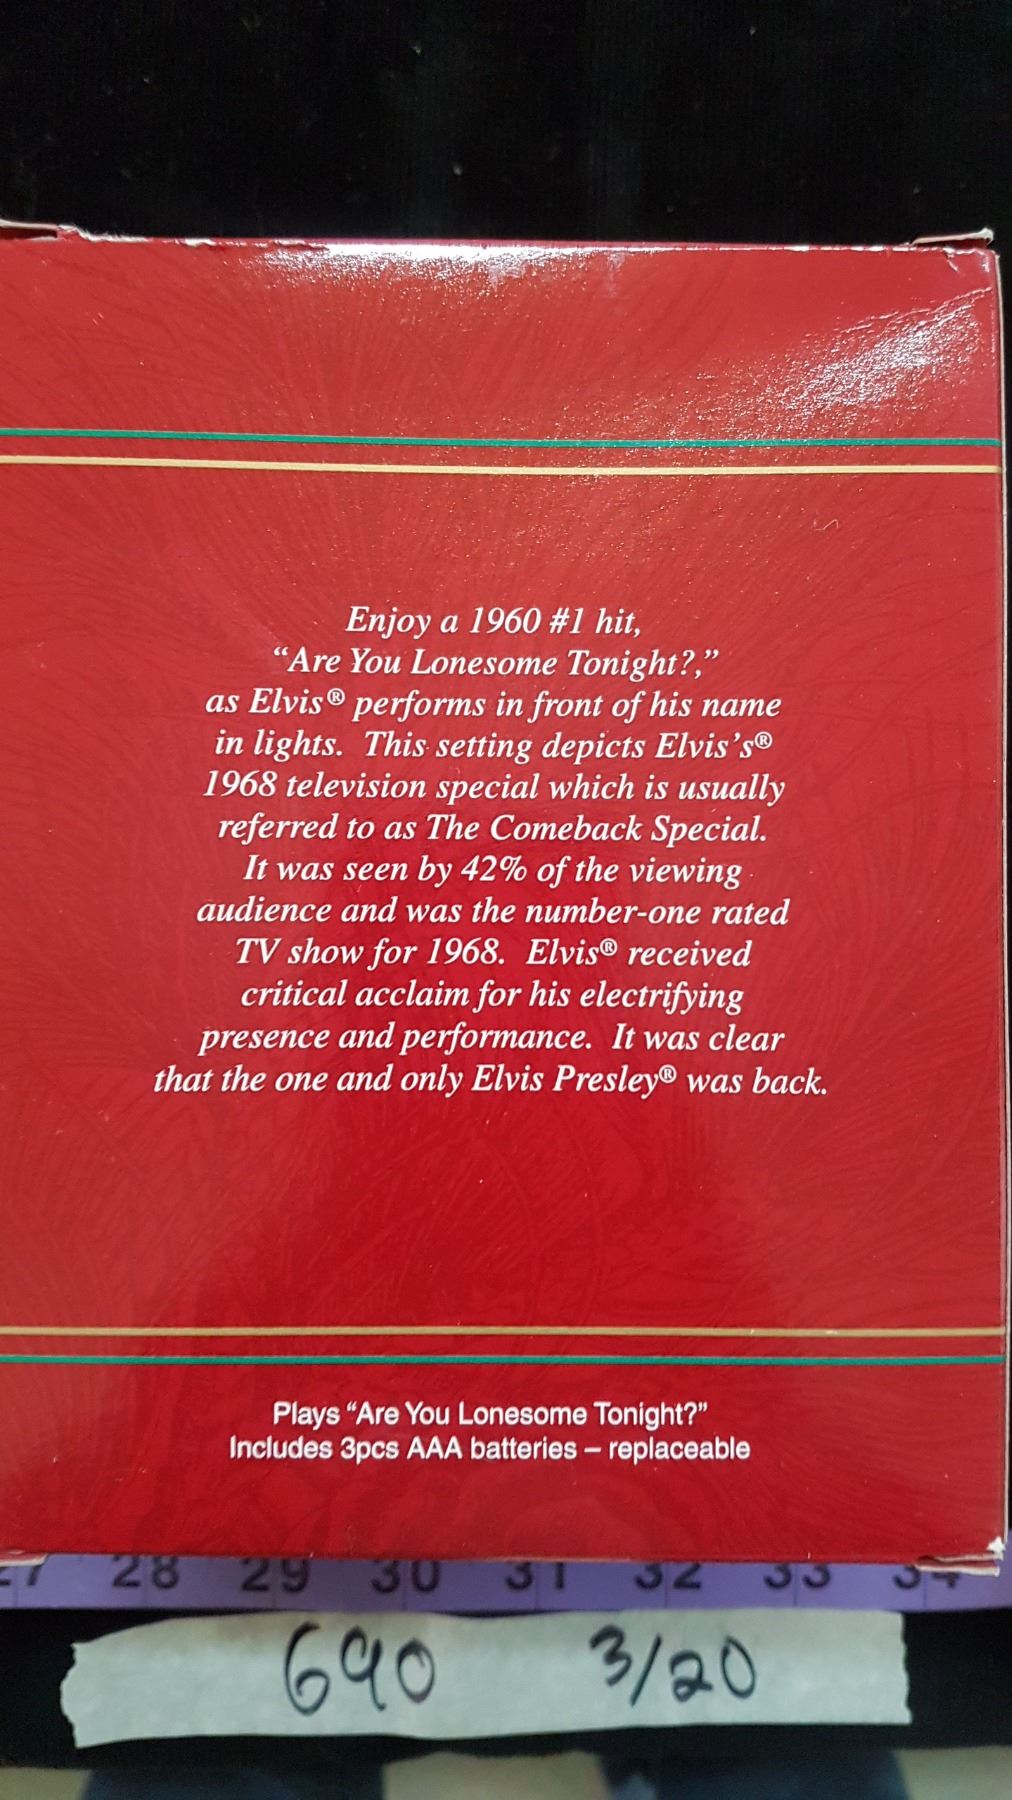 Enjoy a 1960 #1 hit,
“Are You Lonesome Tonight?,”
as Elvis® performs in front of his name
in lights. This setting depicts Elvis’s®
1968 television special which is usually
referred to as The Comeback Special.
It was seen by 42% of the viewing
audience and was the number-one rated
TV show for 1968. Elvis® received
critical acclaim for his electrifying
presence and performance. It was clear
that the one and only Elvis Presley® was back.
Plays “Are You Lonesome Tonight?”
Includes 3pcs AAA batteries – replaceable
27 28 29 30 31 32 33 34
690 3/20